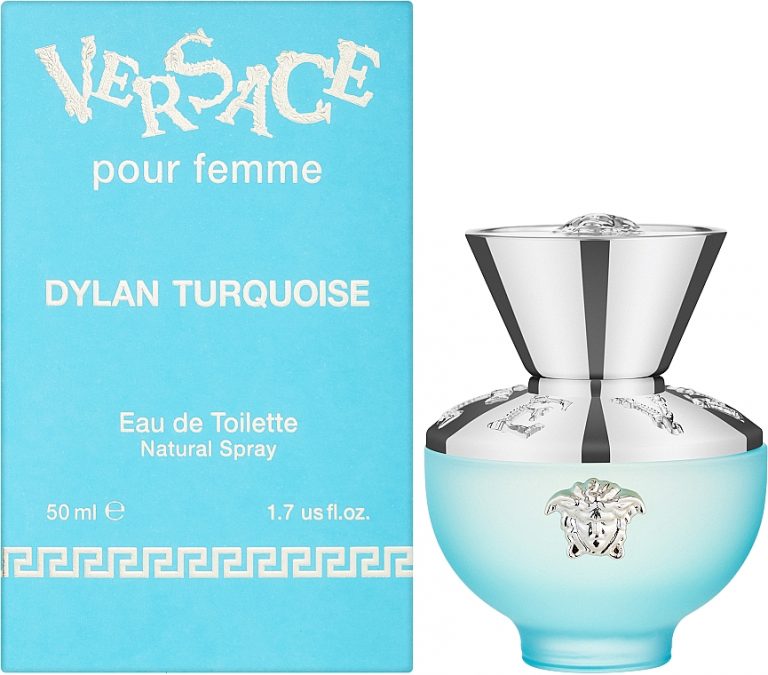 VERSACE
pour femme
DYLAN TURQUOISE
Eau de Toilette
Natural Spray
50 ml ℮ 1.7 us fl.oz.